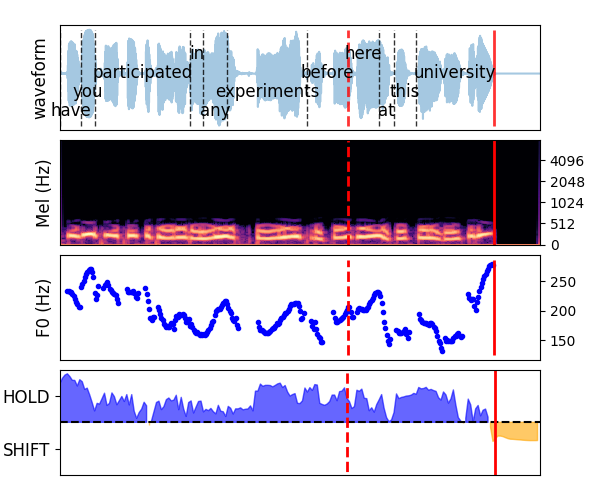 waveform
in here
participated before university
you experiments this
have any at
Mel (Hz)
4096
2048
1024
512
0
F0 (Hz)
250
200
150
HOLD
SHIFT